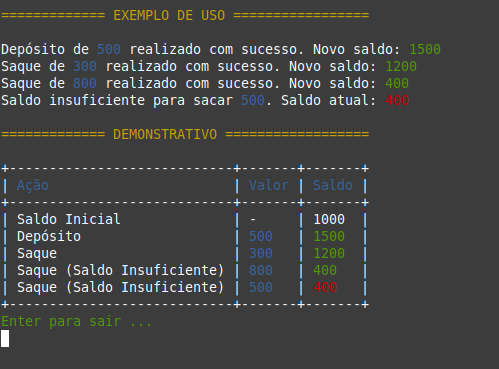 ============= EXEMPLO DE USO =================
Depósito de 500 realizado com sucesso. Novo saldo: 1500
Saque de 300 realizado com sucesso. Novo saldo: 1200
Saque de 800 realizado com sucesso. Novo saldo: 400
Saldo insuficiente para sacar 500. Saldo atual: 400
============= DEMONSTRATIVO ==================
+----------------------------+-------+-------+
| Ação                       | Valor | Saldo |
+----------------------------+-------+-------+
| Saldo Inicial              | -     | 1000  |
| Depósito                   | 500   | 1500  |
| Saque                      | 300   | 1200  |
| Saque (Saldo Insuficiente) | 800   | 400   |
| Saque (Saldo Insuficiente) | 500   | 400   |
+----------------------------+-------+-------+
Enter para sair ...